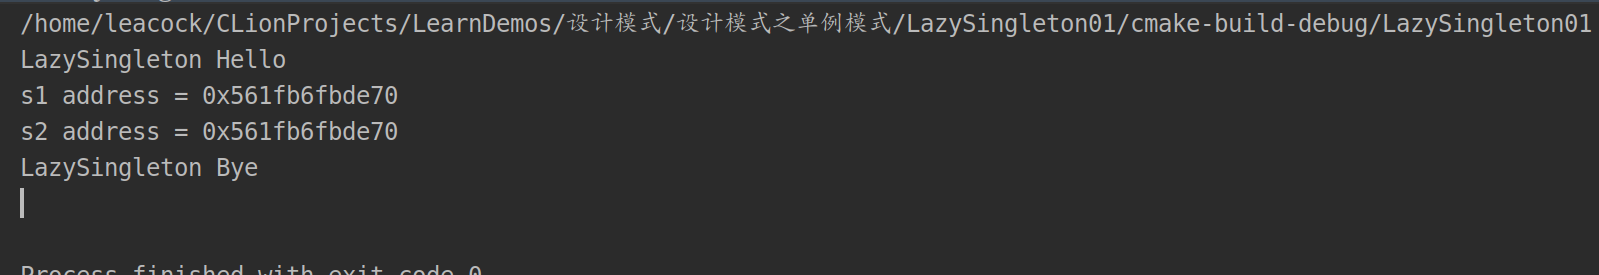 /home/leacock/CLionProjects/LearnDemos/设计模式/设计模式之单例模式/LazySingleton01/cmake-build-debug/LazySingleton01
LazySingleton Hello
s1 address = 0x561fb6fbde70
s2 address = 0x561fb6fbde70
LazySingleton Bye
Process finished with exit code 0